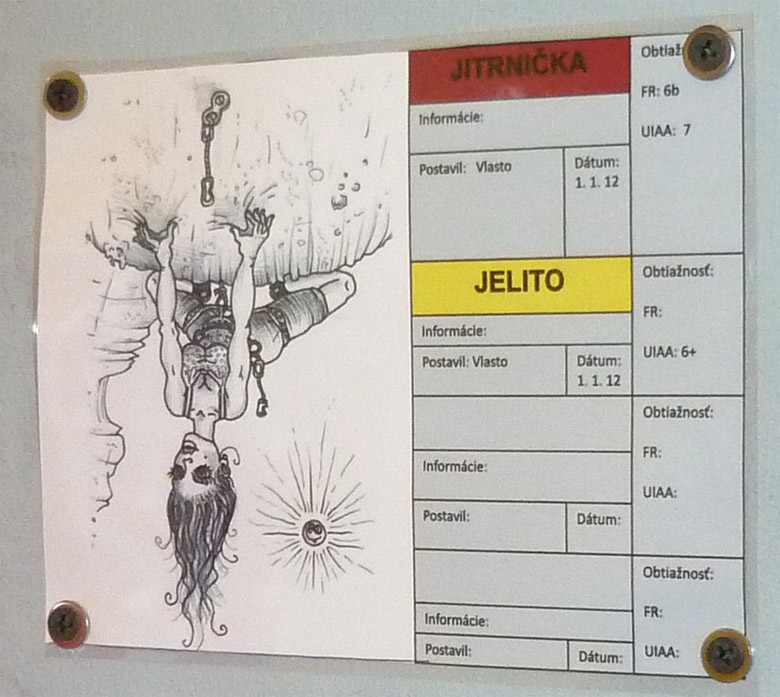 JITRNIČKA
Obtiaž
Informácie:
FR: 6b
UIAA: 7
Postavil: Vlasto
Dátum:
1. 1. 12
JELITO
Obtiažnosť:
Informácie:
FR:
UIAA: 6+
Postavil: Vlasto
Dátum:
1. 1. 12
Obtiažnosť:
Informácie:
FR:
UIAA:
Postavil:
Dátum:
Obtiažnosť:
Informácie:
FR:
UIAA:
Postavil:
Dátum: